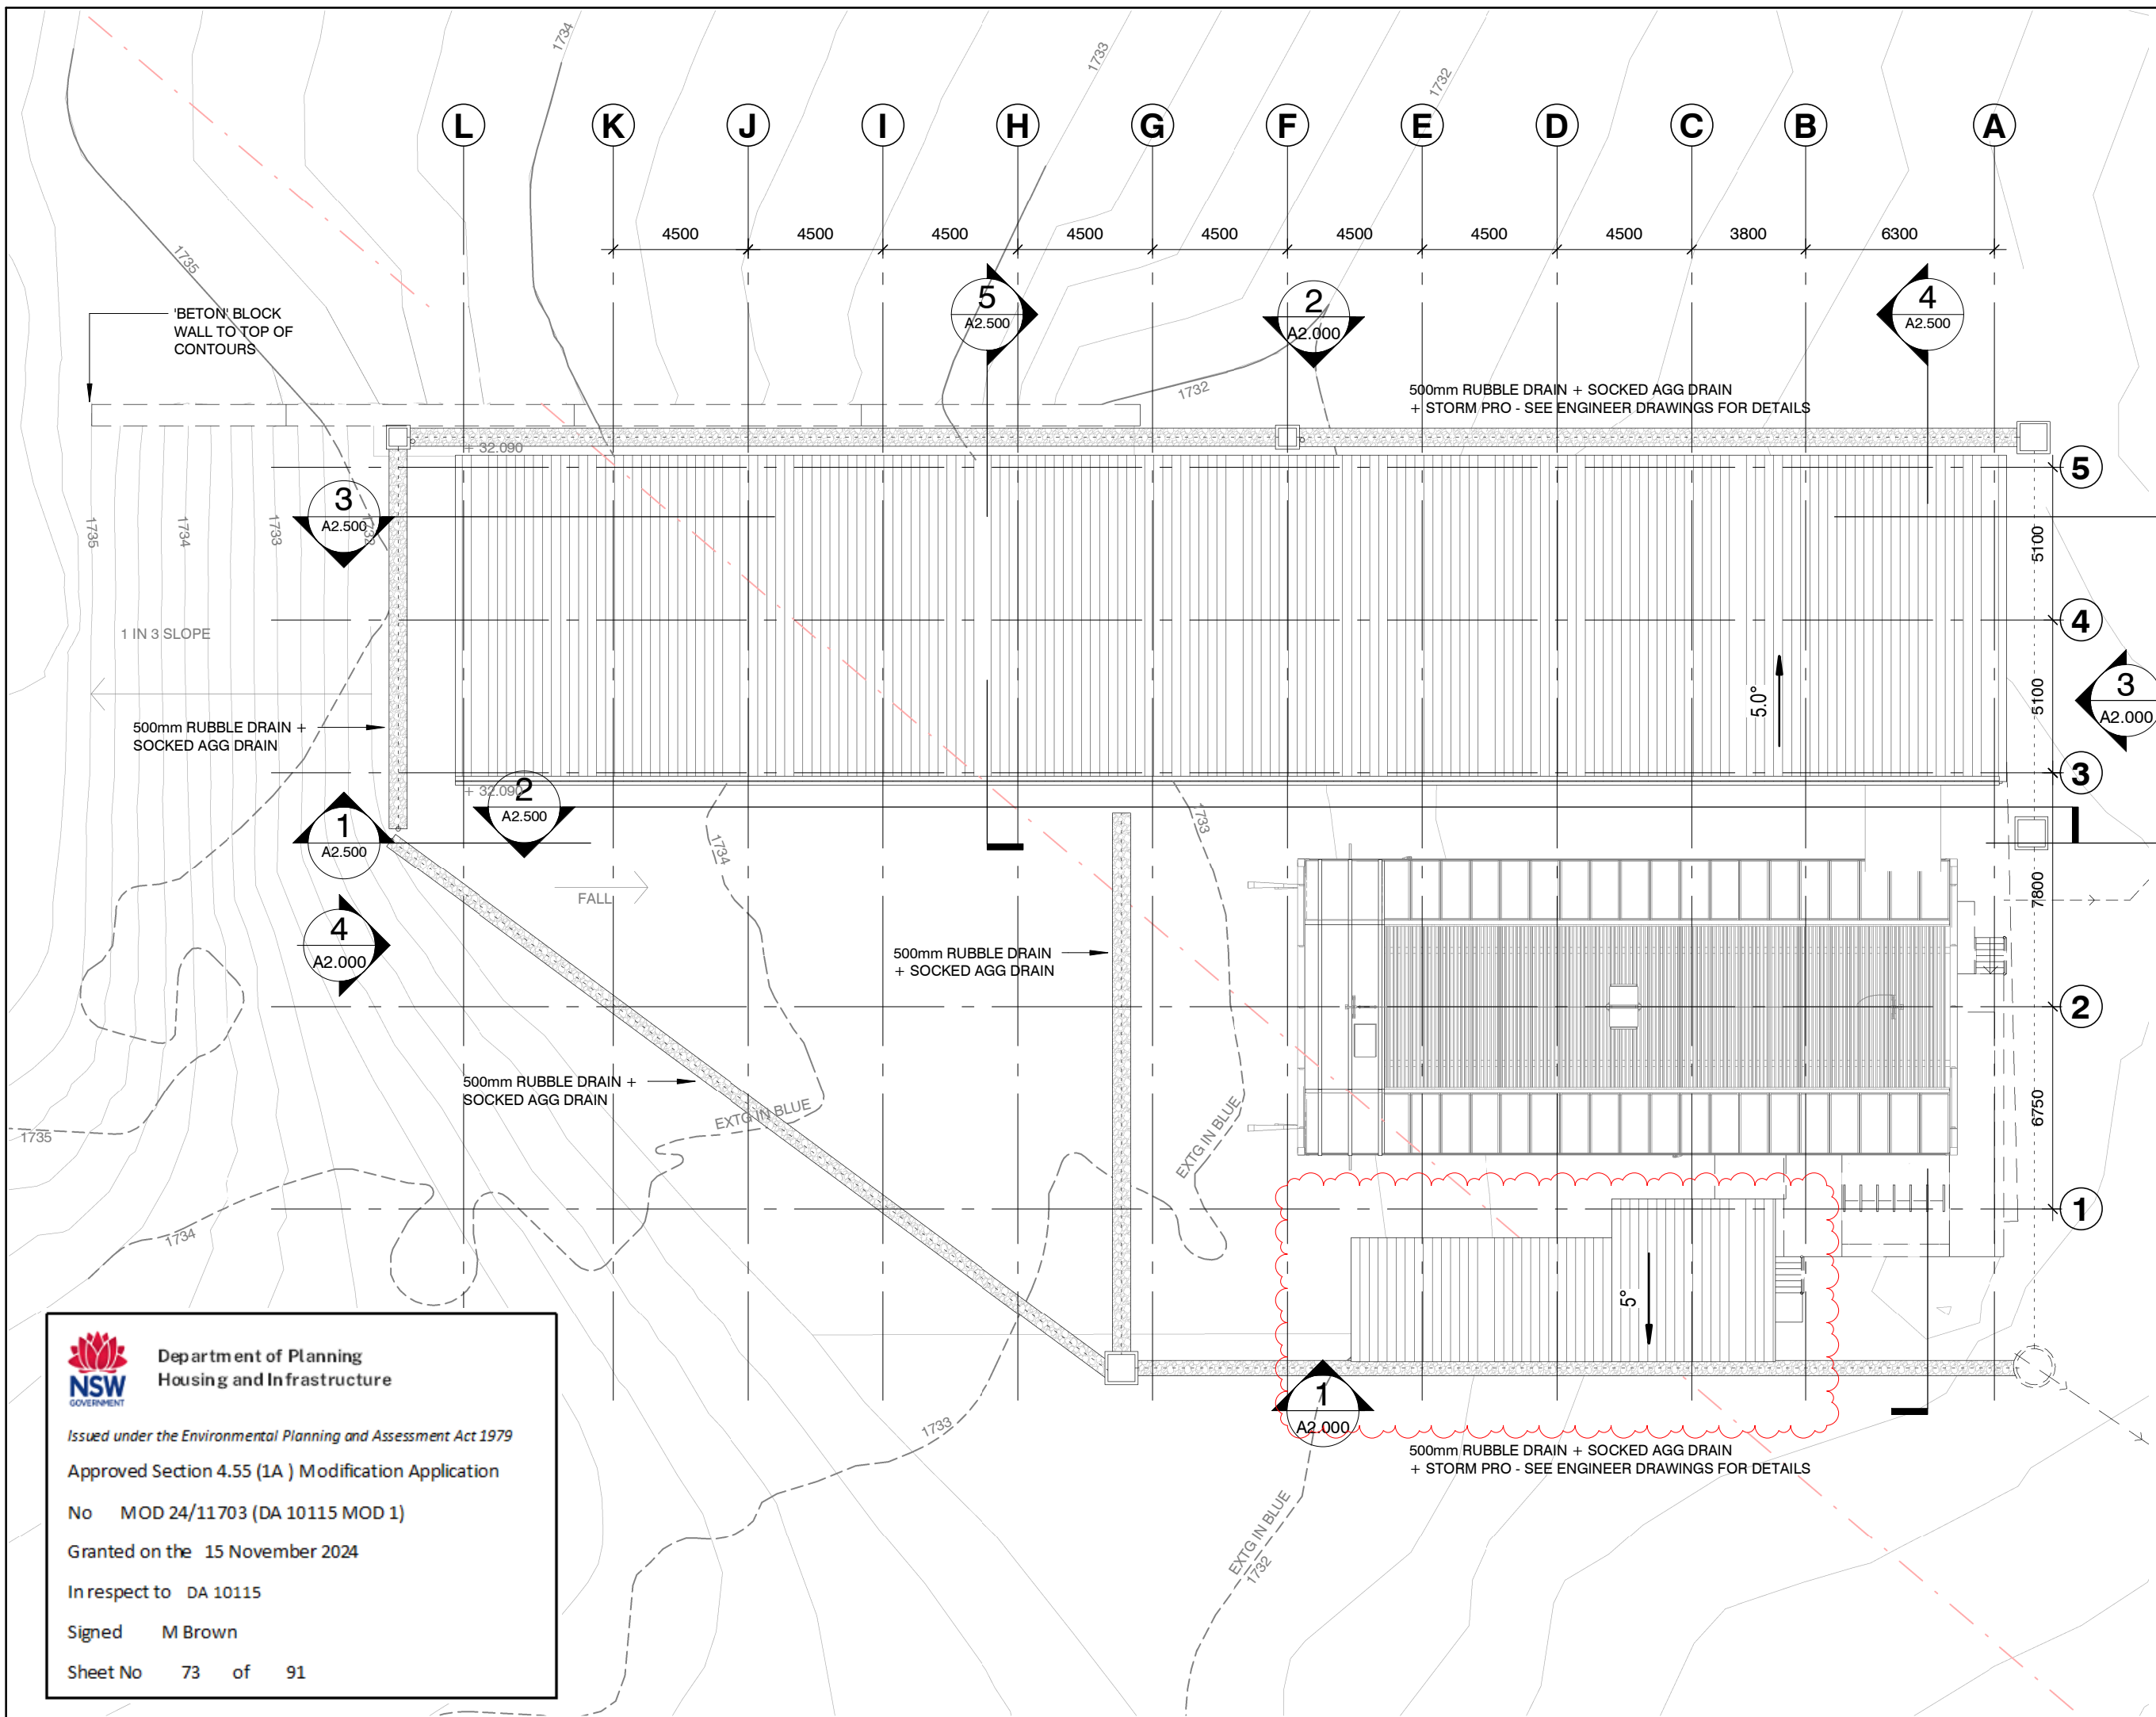 1734
1733
1732
L
K
J
I
H
G
F
E
D
C
B
A
4500
4500
4500
4500
4500
4500
4500
4500
3800
6300
1735
'BETON' BLOCK
WALL TO TOP OF
CONTOURS
5
A2.500
2
A2.000
4
A2.500
1732
500mm RUBBLE DRAIN + SOCKED AGG DRAIN
+ STORM PRO - SEE ENGINEER DRAWINGS FOR DETAILS
+ 32.090
5
3
A2.500
1735
1734
1733
1732
5100
4
1 IN 3 SLOPE
5100
3
A2.000
5.0°
500mm RUBBLE DRAIN +
SOCKED AGG DRAIN
3
+ 32.090
2
A2.500
1
A2.500
1734
1733
FALL
7800
4
A2.000
500mm RUBBLE DRAIN
+ SOCKED AGG DRAIN
2
500mm RUBBLE DRAIN +
SOCKED AGG DRAIN
EXTG IN BLUE
EXTG IN BLUE
6750
1735
1
1734
5°
1
A2.000
1733
500mm RUBBLE DRAIN + SOCKED AGG DRAIN
+ STORM PRO - SEE ENGINEER DRAWINGS FOR DETAILS
EXTG IN BLUE
1732
NSW
GOVERNMENT
Department of Planning
Housing and Infrastructure
Issued under the Environmental Planning and Assessment Act 1979
Approved Section 4.55 (1A ) Modification Application
No MOD 24/11703 (DA 10115 MOD 1)
Granted on the 15 November 2024
In respect to DA 10115
Signed M Brown
Sheet No 73 of 91